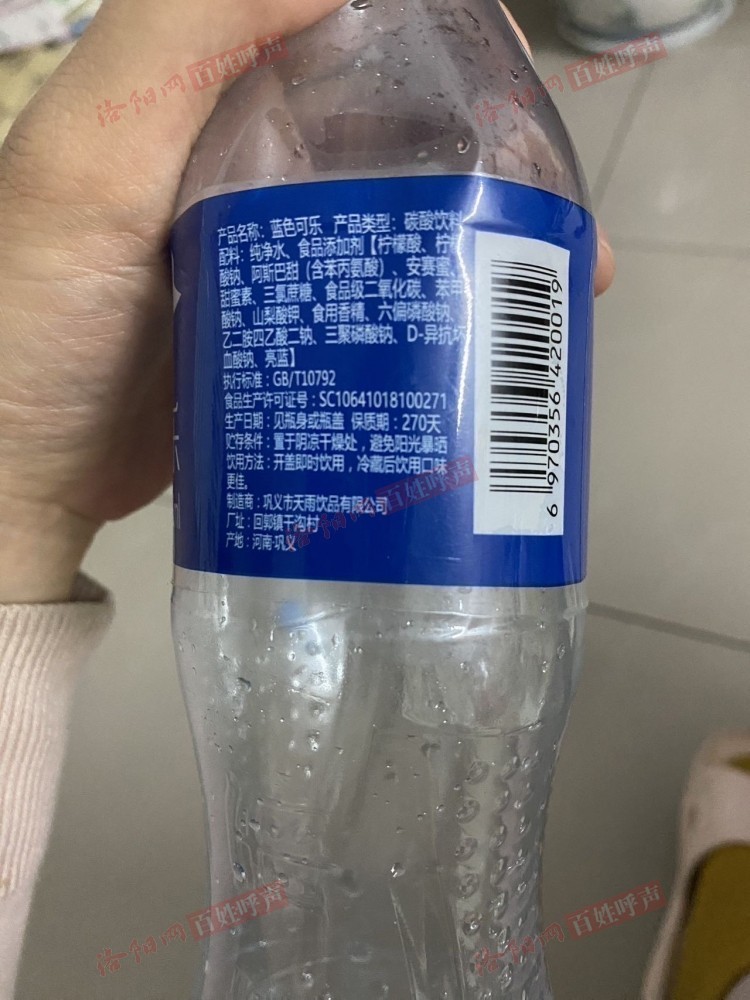 洛阳网 百姓呼声
洛阳网 百姓呼声
产品名称：蓝色可乐 产品类型：碳酸饮料
配料：纯净水、食品添加剂【柠檬酸、柠
酸钠、阿斯巴甜（含苯丙氨酸）、安赛蜜、
甜蜜素、三氯蔗糖、食品级二氧化碳、苯甲
酸钠、山梨酸钾、食用香精、六偏磷酸钠、
乙二胺四乙酸二钠、三聚磷酸钠、D-异抗坏
血酸钠、亮蓝】
执行标准：GB/T10792
食品生产许可证号：SC10641018100271
生产日期：见瓶身或瓶盖 保质期：270天
贮存条件：置于阴凉干燥处，避免阳光暴晒
饮用方法：开盖即时饮用，冷藏后饮用口味
更佳。
制造商：巩义市天雨饮品有限公司
厂址：回郭镇干沟村
产地：河南·巩义
6 970356 420019
洛阳网 百姓呼声
洛阳网 百姓呼声
洛阳网 百姓呼声